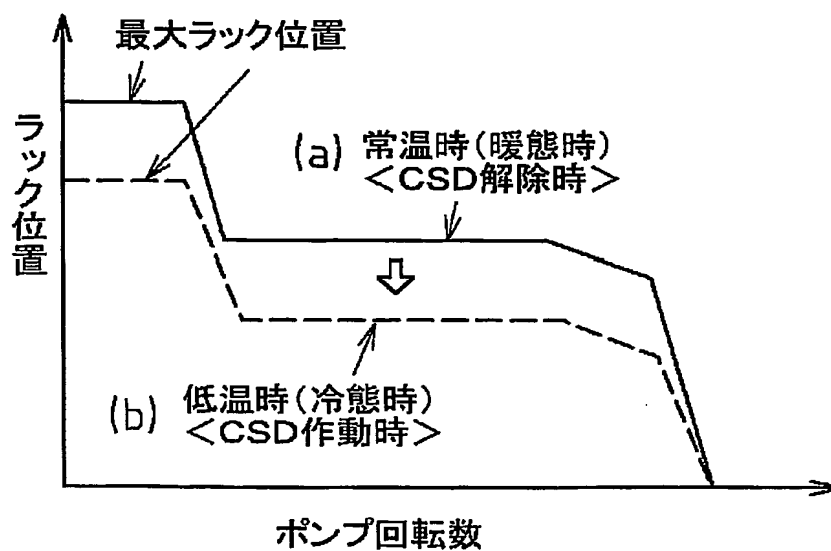 最大ラック位置
ラック位置
(a) 常温時(暖態時)
<CSD解除時>
(b) 低温時(冷態時)
<CSD作動時>
ポンプ回転数